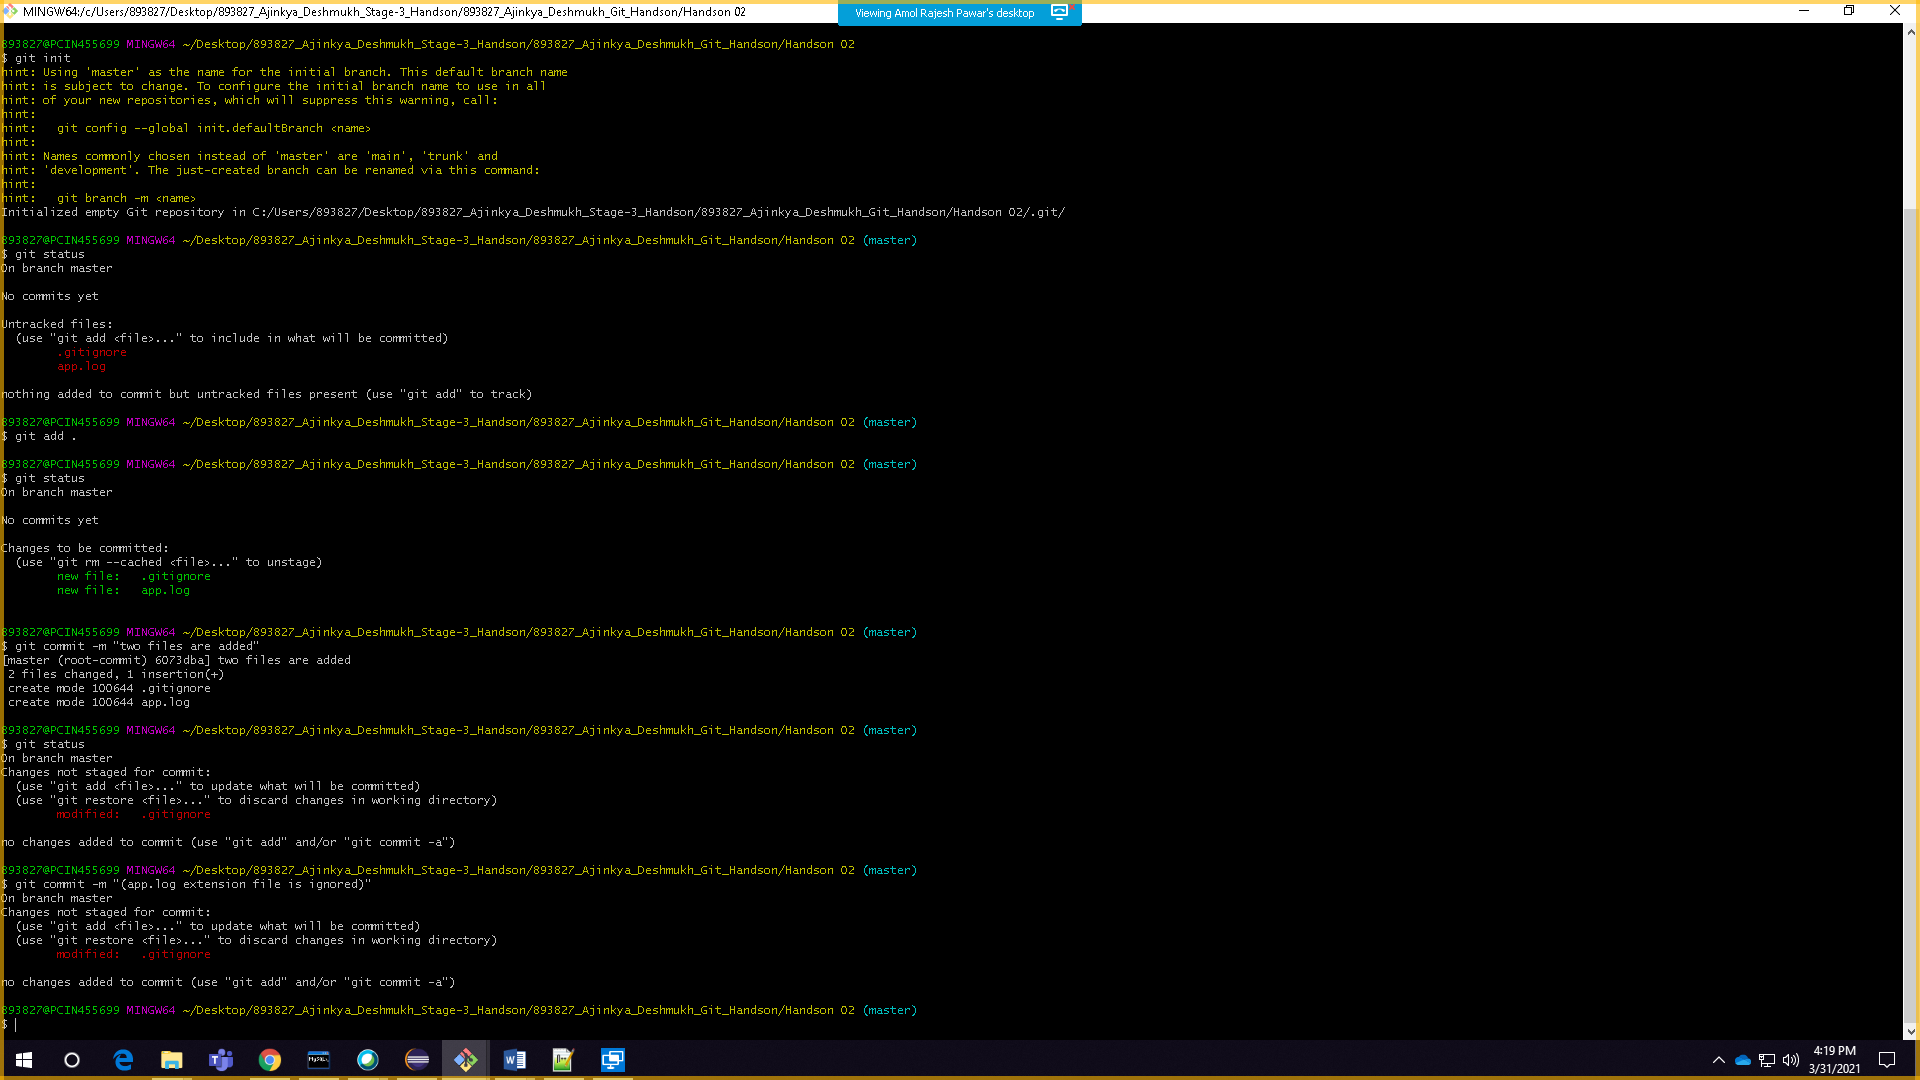 MINGW64:/c/Users/893827/Desktop/893827_Ajinkya_Deshmukh_Stage-3_Handson/893827_Ajinkya_Deshmukh_Git_Handson/Handson 02
Viewing Amol Rajesh Pawar's desktop
893827@PCIN455699 MINGW64 ~/Desktop/893827_Ajinkya_Deshmukh_Stage-3_Handson/893827_Ajinkya_Deshmukh_Git_Handson/Handson 02
$ git init
hint: Using 'master' as the name for the initial branch. This default branch name
hint: is subject to change. To configure the initial branch name to use in all
hint: of your new repositories, which will suppress this warning, call:
hint:
hint:   git config --global init.defaultBranch <name>
hint:
hint: Names commonly chosen instead of 'master' are 'main', 'trunk' and
hint: 'development'. The just-created branch can be renamed via this command:
hint:
hint:   git branch -m <name>
Initialized empty Git repository in C:/Users/893827/Desktop/893827_Ajinkya_Deshmukh_Stage-3_Handson/893827_Ajinkya_Deshmukh_Git_Handson/Handson 02/.git/
893827@PCIN455699 MINGW64 ~/Desktop/893827_Ajinkya_Deshmukh_Stage-3_Handson/893827_Ajinkya_Deshmukh_Git_Handson/Handson 02 (master)
$ git status
On branch master
No commits yet
Untracked files:
  (use "git add <file>..." to include in what will be committed)
        .gitignore
        app.log
nothing added to commit but untracked files present (use "git add" to track)
893827@PCIN455699 MINGW64 ~/Desktop/893827_Ajinkya_Deshmukh_Stage-3_Handson/893827_Ajinkya_Deshmukh_Git_Handson/Handson 02 (master)
$ git add .
893827@PCIN455699 MINGW64 ~/Desktop/893827_Ajinkya_Deshmukh_Stage-3_Handson/893827_Ajinkya_Deshmukh_Git_Handson/Handson 02 (master)
$ git status
On branch master
No commits yet
Changes to be committed:
  (use "git rm --cached <file>..." to unstage)
        new file:   .gitignore
        new file:   app.log
893827@PCIN455699 MINGW64 ~/Desktop/893827_Ajinkya_Deshmukh_Stage-3_Handson/893827_Ajinkya_Deshmukh_Git_Handson/Handson 02 (master)
$ git commit -m "two files are added"
[master (root-commit) 6073dba] two files are added
 2 files changed, 1 insertion(+)
 create mode 100644 .gitignore
 create mode 100644 app.log
893827@PCIN455699 MINGW64 ~/Desktop/893827_Ajinkya_Deshmukh_Stage-3_Handson/893827_Ajinkya_Deshmukh_Git_Handson/Handson 02 (master)
$ git status
On branch master
Changes not staged for commit:
  (use "git add <file>..." to update what will be committed)
  (use "git restore <file>..." to discard changes in working directory)
        modified:   .gitignore
no changes added to commit (use "git add" and/or "git commit -a")
893827@PCIN455699 MINGW64 ~/Desktop/893827_Ajinkya_Deshmukh_Stage-3_Handson/893827_Ajinkya_Deshmukh_Git_Handson/Handson 02 (master)
$ git commit -m "(app.log extension file is ignored)"
On branch master
Changes not staged for commit:
  (use "git add <file>..." to update what will be committed)
  (use "git restore <file>..." to discard changes in working directory)
        modified:   .gitignore
no changes added to commit (use "git add" and/or "git commit -a")
893827@PCIN455699 MINGW64 ~/Desktop/893827_Ajinkya_Deshmukh_Stage-3_Handson/893827_Ajinkya_Deshmukh_Git_Handson/Handson 02 (master)
$
MySQL
4:19 PM
3/31/2021